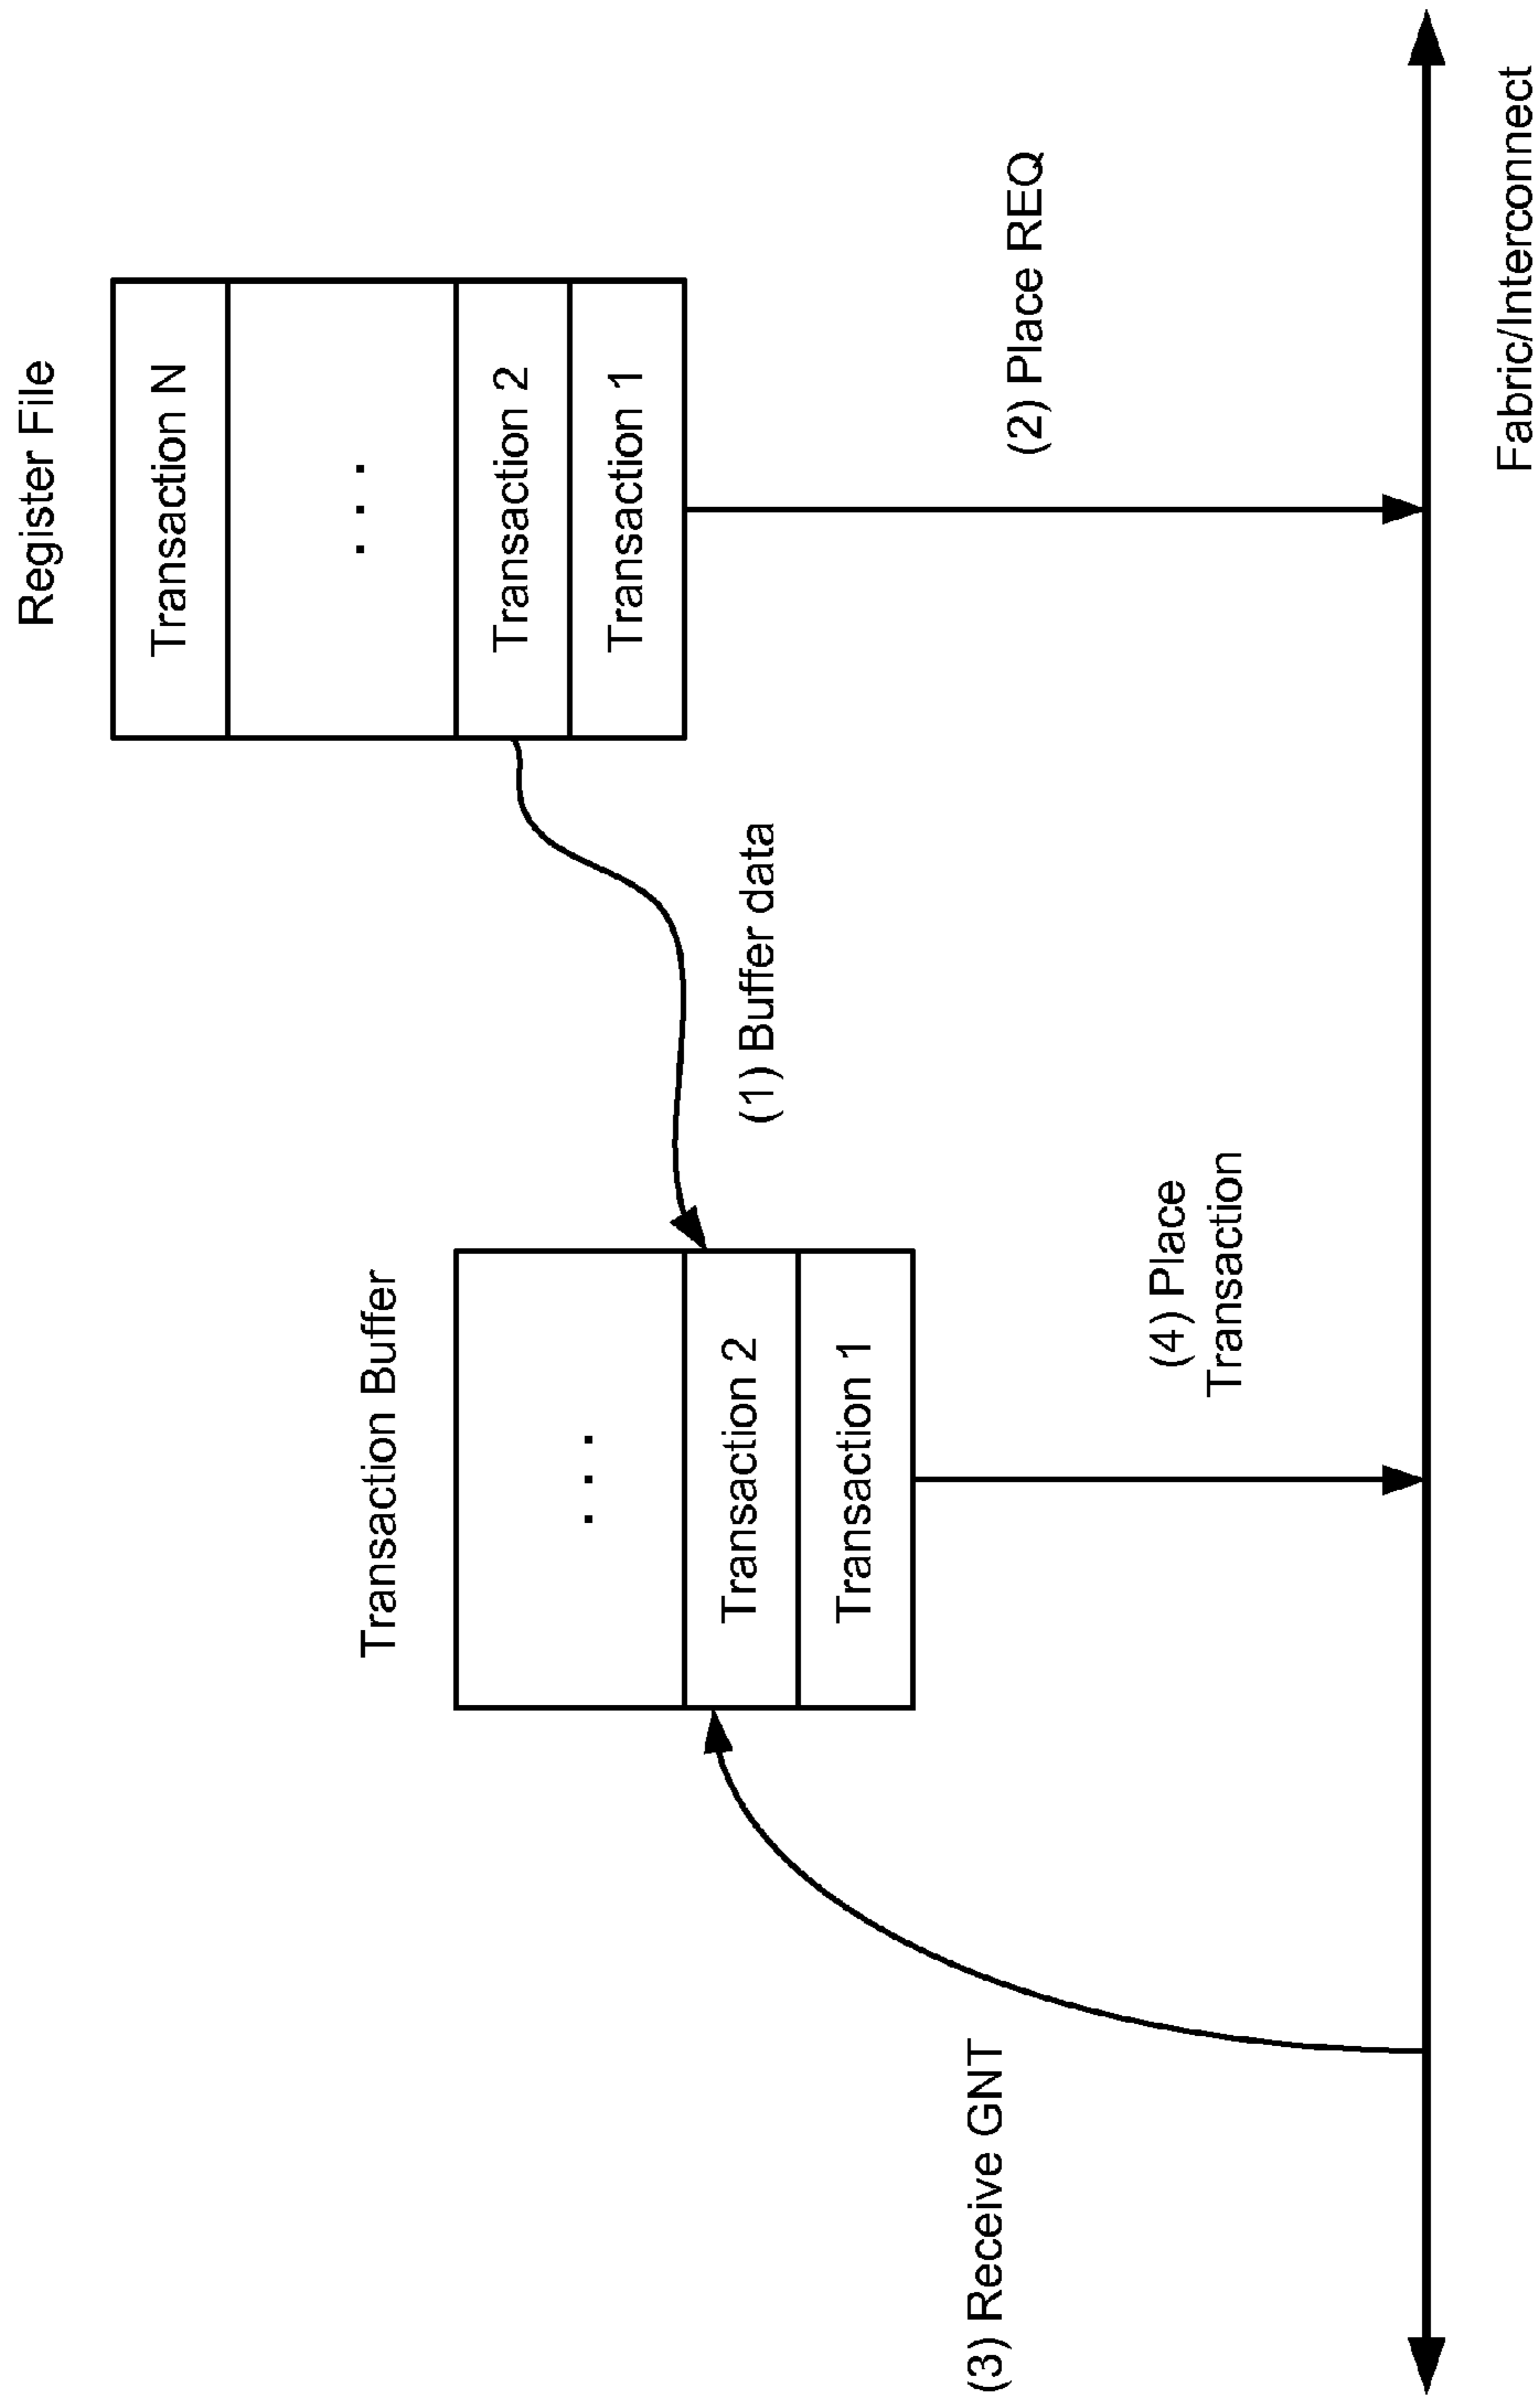 Register File
Transaction N
. . .
Transaction 2
Transaction 1
Transaction Buffer
. . .
Transaction 2
Transaction 1
(1) Buffer data
(2) Place REQ
(3) Receive GNT
(4) Place
Transaction
Fabric/Interconnect